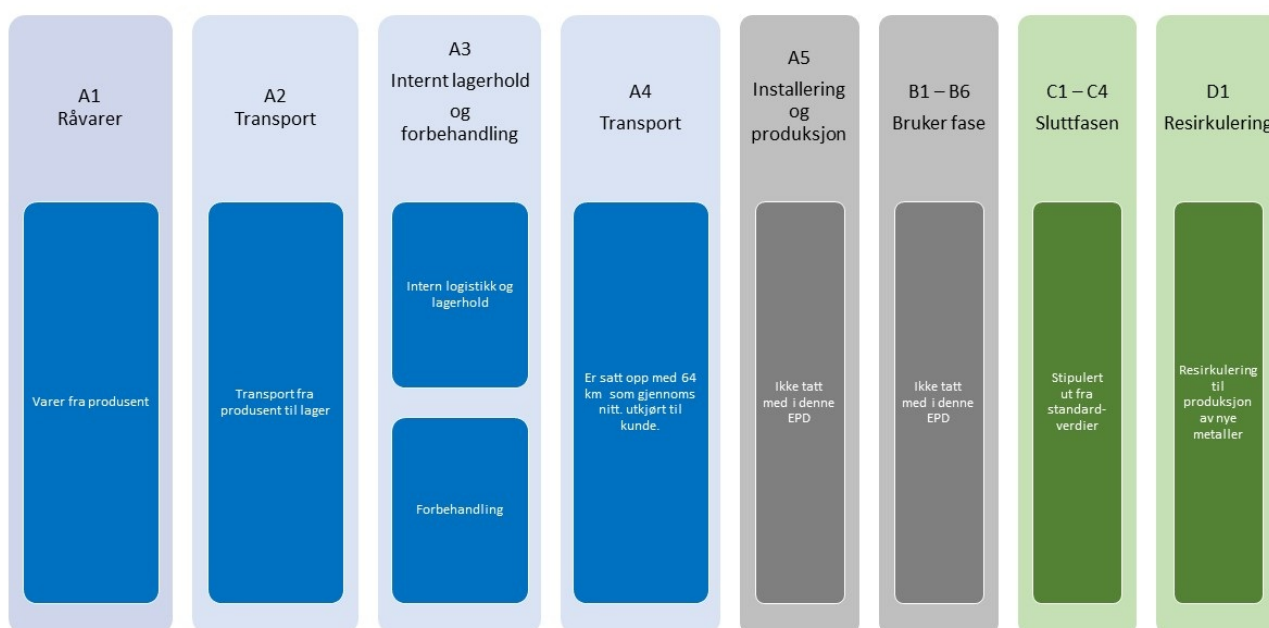 A1
Råvarer
Varer fra produsent
A2
Transport
Transport fra
produsent til lager
A3
Internt lagerhold
og
forbehandling
Intern logistikk og
lagerhold
Forbehandling
A4
Transport
Er satt opp med 64
km som gjennoms
nitt. utkjørt til
kunde.
A5
Installering
og
produksjon
Ikke tatt
med i denne
EPD
B1 – B6
Bruker fase
Ikke tatt
med i denne
EPD
C1 – C4
Sluttfasen
Stipulert
ut fra
standard-
verdier
D1
Resirkulering
Resirkulering
til
produksjon
av nye
metaller